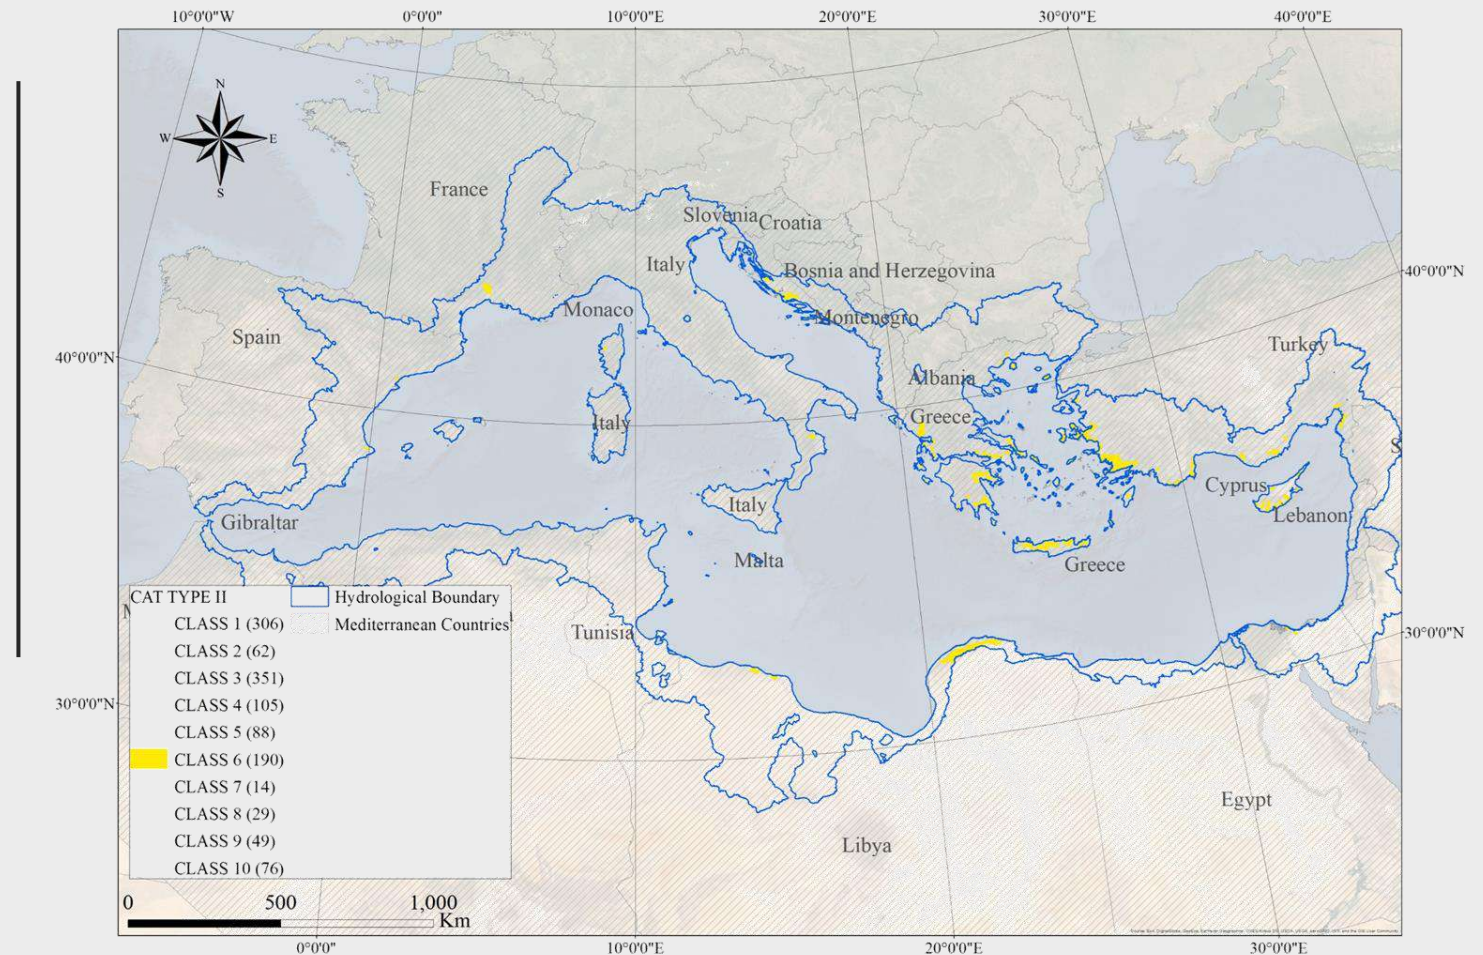 10°0'0"W 0°0'0" 10°0'0"E 20°0'0"E 30°0'0"E 40°0'0"E
N
W E
S
France
Slovenia Croatia
Italy
Bosnia and Herzegovina
40°0'0"N
Monaco
Montenegro
Spain
Turkey
40°0'0"N
Albania
Greece
Italy
Cyprus
Italy
Lebanon
Gibraltar
Malta
Greece
CAT TYPE II
Hydrological Boundary
CLASS 1 (306)
Mediterranean Countries
Tunisia
30°0'0"N
CLASS 2 (62)
CLASS 3 (351)
30°0'0"N
CLASS 4 (105)
CLASS 5 (88)
CLASS 6 (190)
CLASS 7 (14)
Egypt
CLASS 8 (29)
CLASS 9 (49)
Libya
CLASS 10 (76)
0 500 1,000
Km
0°0'0" 10°0'0"E 20°0'0"E 30°0'0"E